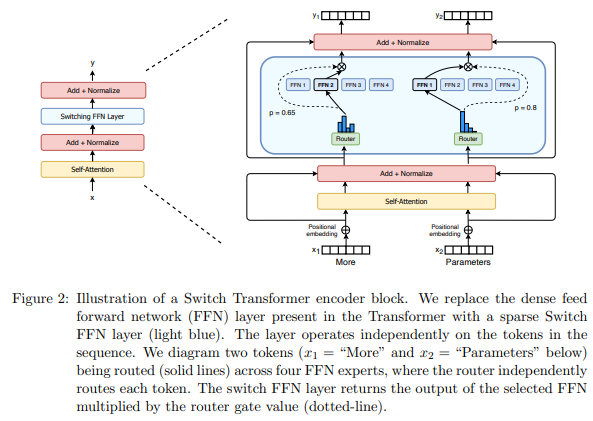 y
Add + Normalize
Switching FFN Layer
Add + Normalize
Self-Attention
x
y1 y2
Add + Normalize
FFN 1 FFN 2 FFN 3 FFN 4 FFN 1 FFN 2 FFN 3 FFN 4
p = 0.65 p = 0.8
Router Router
Add + Normalize
Self-Attention
Positional embedding Positional embedding
x1 x2
More Parameters
Figure 2: Illustration of a Switch Transformer encoder block. We replace the dense feed
forward network (FFN) layer present in the Transformer with a sparse Switch
FFN layer (light blue). The layer operates independently on the tokens in the
sequence. We diagram two tokens (x1 = “More” and x2 = “Parameters” below)
being routed (solid lines) across four FFN experts, where the router independently
routes each token. The switch FFN layer returns the output of the selected FFN
multiplied by the router gate value (dotted-line).